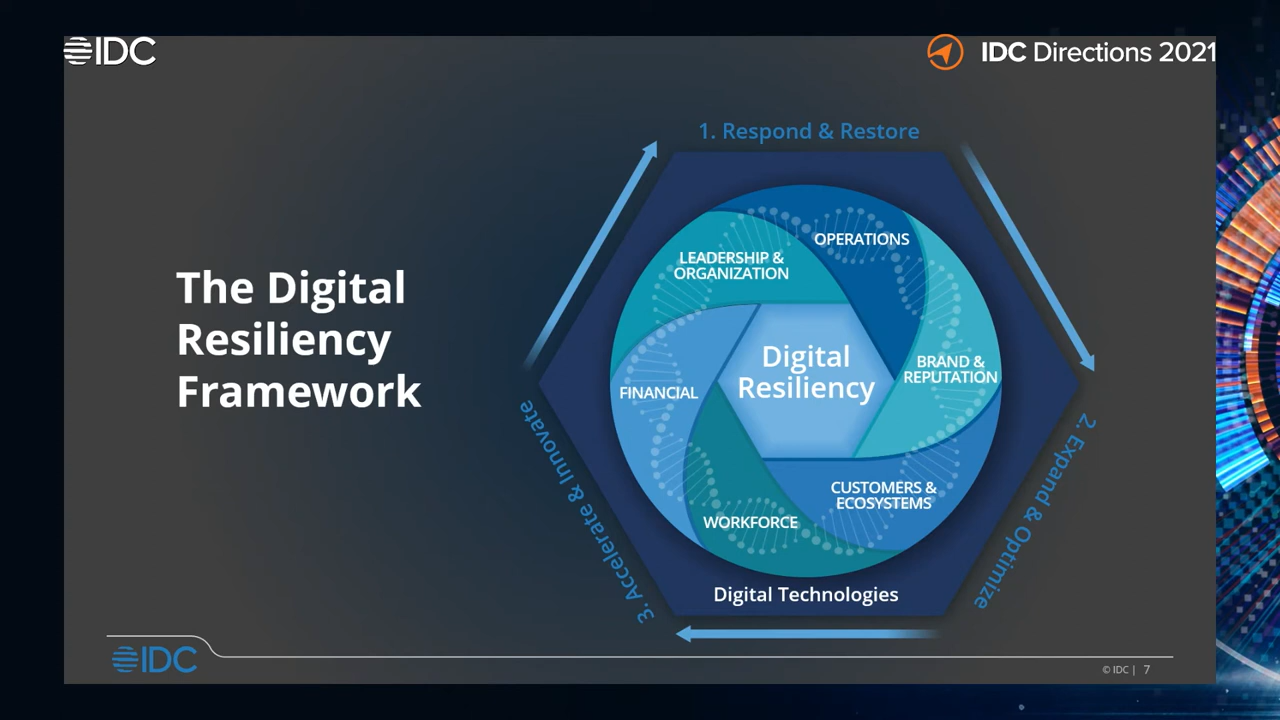 IDC
IDC Directions 2021
The Digital
Resiliency
Framework
1. Respond & Restore
OPERATIONS
LEADERSHIP &
ORGANIZATION
Digital
Resiliency
BRAND &
REPUTATION
FINANCIAL
CUSTOMERS &
ECOSYSTEMS
WORKFORCE
Digital Technologies
2. Expand & Optimize
3. Accelerate & Innovate
IDC
© IDC | 7